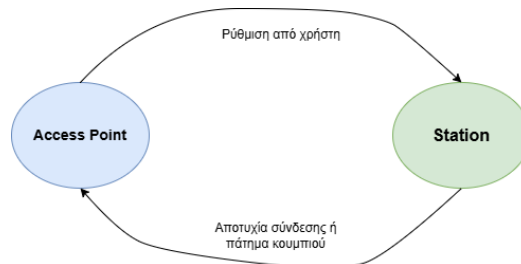 Ρύθμιση από χρήστη
Access Point
Station
Αποτυχία σύνδεσης ή
πάτημα κουμπιού